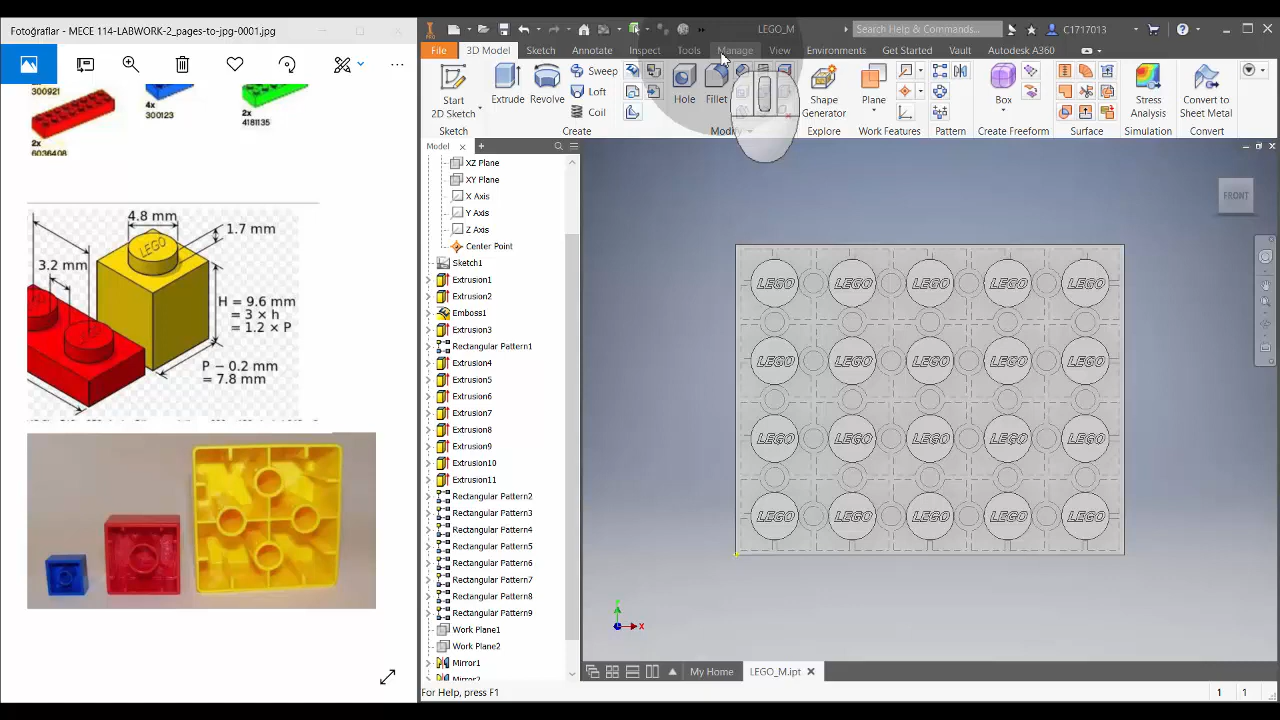 Fotoğraflar - MECE 114-LABWORK-2_pages-to-jpg-0001.jpg
300921
4x
300123
2x
4181135
2x
6036408
4.8 mm
1.7 mm
LEGO
3.2 mm
H = 9.6 mm
= 3 × h
= 1.2 × P
P − 0.2 mm
= 7.8 mm
PRO
LEGO_M
Search Help & Commands...
C1717013
File
3D Model
Sketch
Annotate
Inspect
Tools
Manage
View
Environments
Get Started
Vault
Autodesk A360
Start
2D Sketch
Extrude
Revolve
Sweep
Loft
Coil
Hole
Fillet
Shape
Generator
Plane
Box
Stress
Analysis
Convert to
Sheet Metal
Sketch
Create
Modify
Explore
Work Features
Pattern
Create Freeform
Surface
Simulation
Convert
Model
XZ Plane
XY Plane
X Axis
Y Axis
Z Axis
Center Point
Sketch1
Extrusion1
Extrusion2
Emboss1
Extrusion3
Rectangular Pattern1
Extrusion4
Extrusion5
Extrusion6
Extrusion7
Extrusion8
Extrusion9
Extrusion10
Extrusion11
Rectangular Pattern2
Rectangular Pattern3
Rectangular Pattern4
Rectangular Pattern5
Rectangular Pattern6
Rectangular Pattern7
Rectangular Pattern8
Rectangular Pattern9
Work Plane1
Work Plane2
Mirror1
FRONT
LEGO LEGO LEGO LEGO LEGO
LEGO LEGO LEGO LEGO LEGO
LEGO LEGO LEGO LEGO LEGO
LEGO LEGO LEGO LEGO LEGO
Y
X
My Home
LEGO_M.ipt
For Help, press F1
1
1